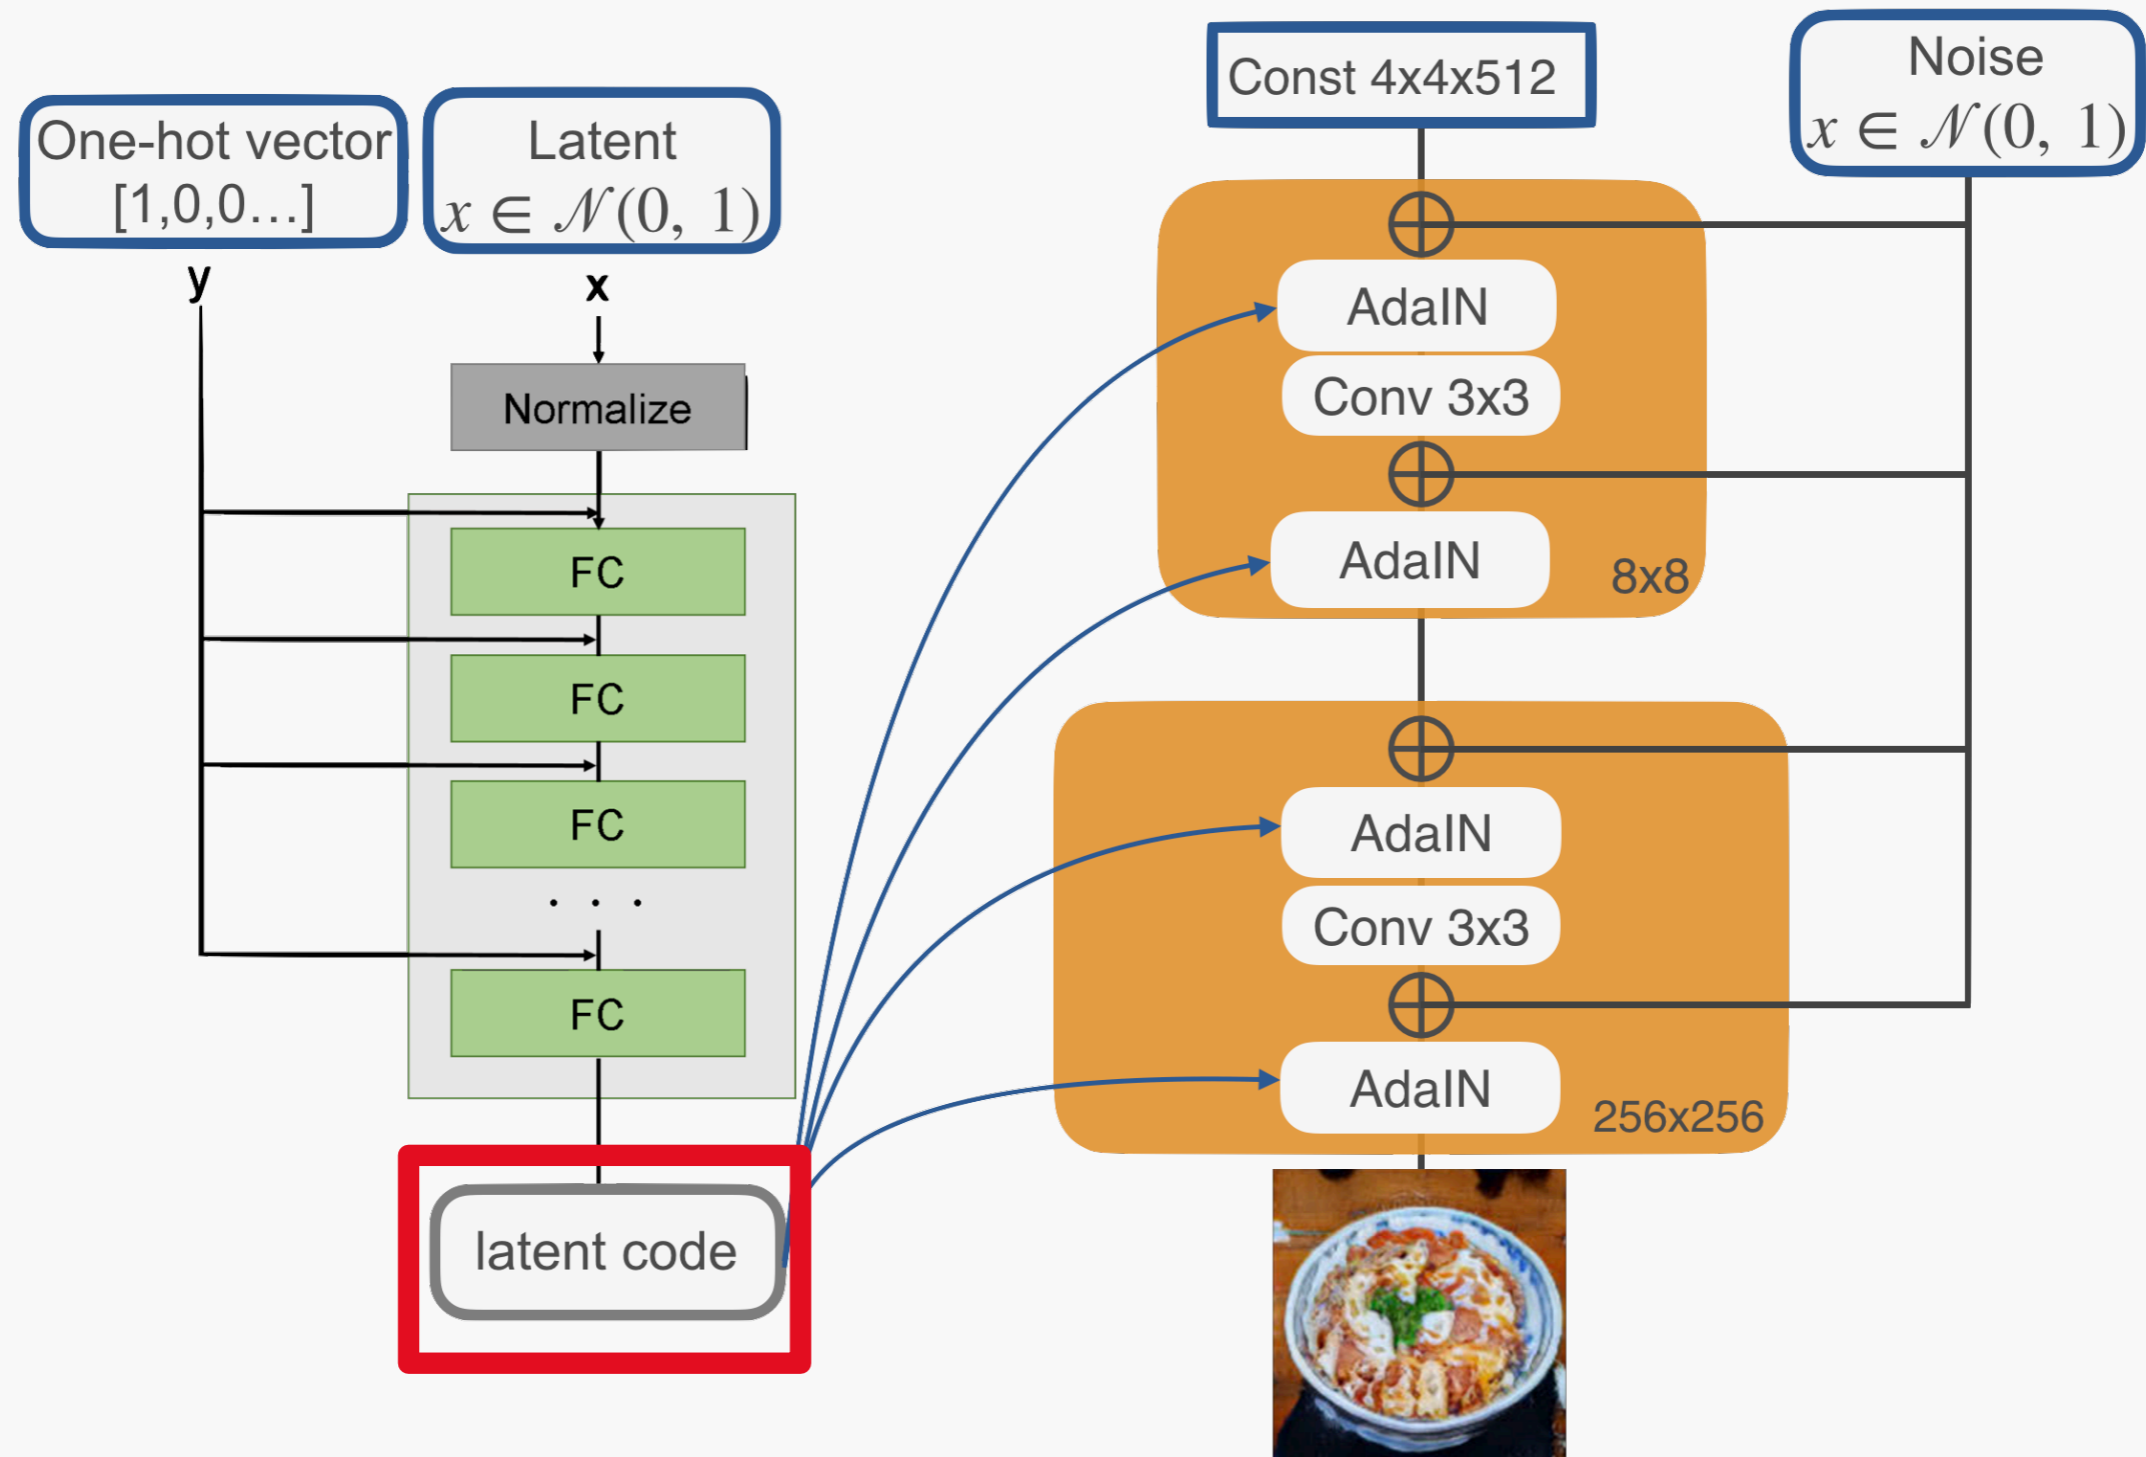 One-hot vector
[1,0,0…]
y
Latent
x ∈ 𝒩(0, 1)
x
Normalize
FC
FC
FC
. . .
FC
latent code
Const 4x4x512
Noise
x ∈ 𝒩(0, 1)
AdaIN
Conv 3x3
AdaIN
8x8
AdaIN
Conv 3x3
AdaIN
256x256